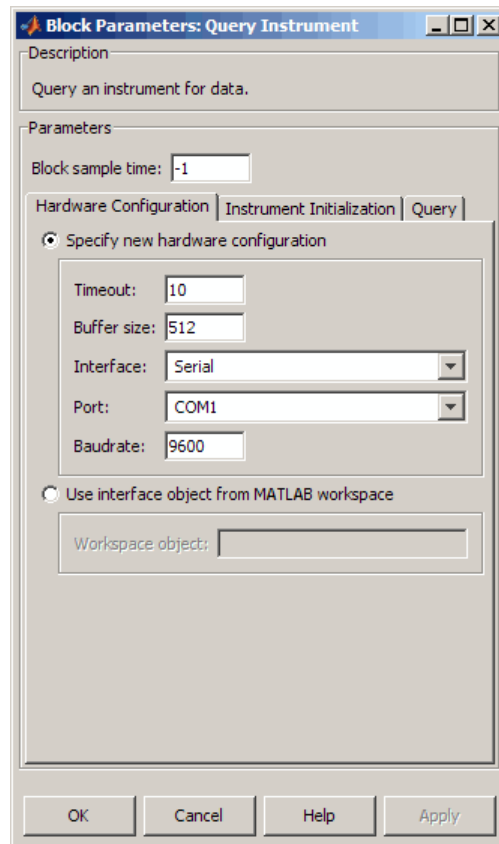 Block Parameters: Query Instrument
Description
Query an instrument for data.
Parameters
Block sample time: -1
Hardware Configuration Instrument Initialization Query
Specify new hardware configuration
Timeout: 10
Buffer size: 512
Interface: Serial
Port: COM1
Baudrate: 9600
Use interface object from MATLAB workspace
Workspace object:
OK Cancel Help Apply